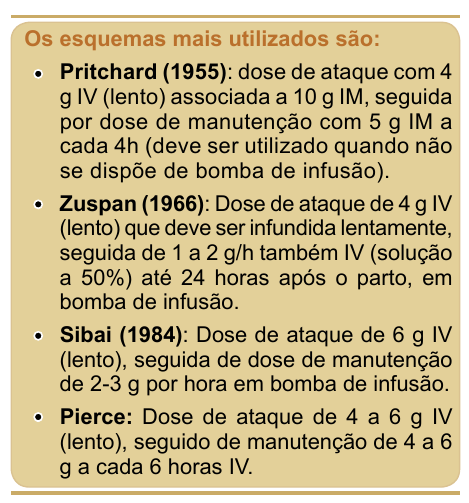 Os esquemas mais utilizados são:
• Pritchard (1955): dose de ataque com 4
g IV (lento) associada a 10 g IM, seguida
por dose de manutenção com 5 g IM a
cada 4h (deve ser utilizado quando não
se dispõe de bomba de infusão).
• Zuspan (1966): Dose de ataque de 4 g IV
(lento) que deve ser infundida lentamente,
seguida de 1 a 2 g/h também IV (solução
a 50%) até 24 horas após o parto, em
bomba de infusão.
• Sibai (1984): Dose de ataque de 6 g IV
(lento), seguida de dose de manutenção
de 2-3 g por hora em bomba de infusão.
• Pierce: Dose de ataque de 4 a 6 g IV
(lento), seguido de manutenção de 4 a 6
g a cada 6 horas IV.